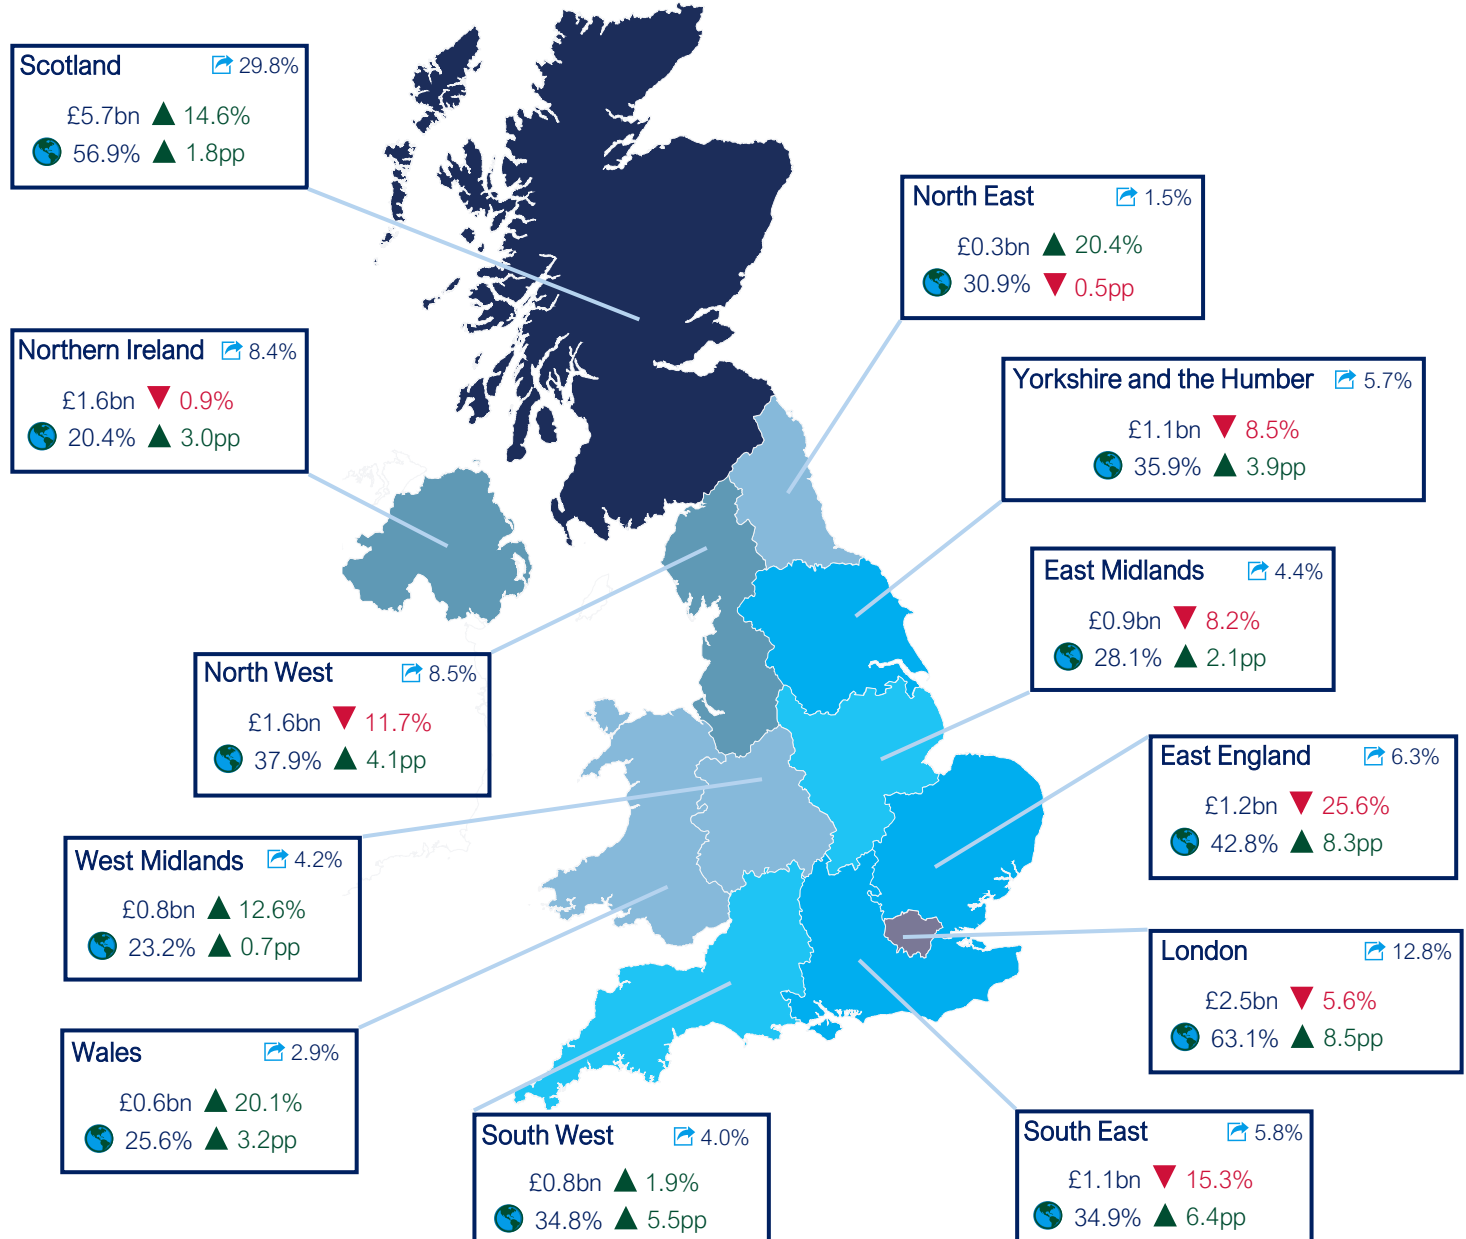 Scotland 29.8%
£5.7bn 14.6%
56.9% 1.8pp
North East 1.5%
£0.3bn 20.4%
30.9% 0.5pp
Northern Ireland 8.4%
£1.6bn 0.9%
20.4% 3.0pp
Yorkshire and the Humber 5.7%
£1.1bn 8.5%
35.9% 3.9pp
East Midlands 4.4%
£0.9bn 8.2%
28.1% 2.1pp
North West 8.5%
£1.6bn 11.7%
37.9% 4.1pp
East England 6.3%
£1.2bn 25.6%
42.8% 8.3pp
West Midlands 4.2%
£0.8bn 12.6%
23.2% 0.7pp
London 12.8%
£2.5bn 5.6%
63.1% 8.5pp
Wales 2.9%
£0.6bn 20.1%
25.6% 3.2pp
South West 4.0%
£0.8bn 1.9%
34.8% 5.5pp
South East 5.8%
£1.1bn 15.3%
34.9% 6.4pp